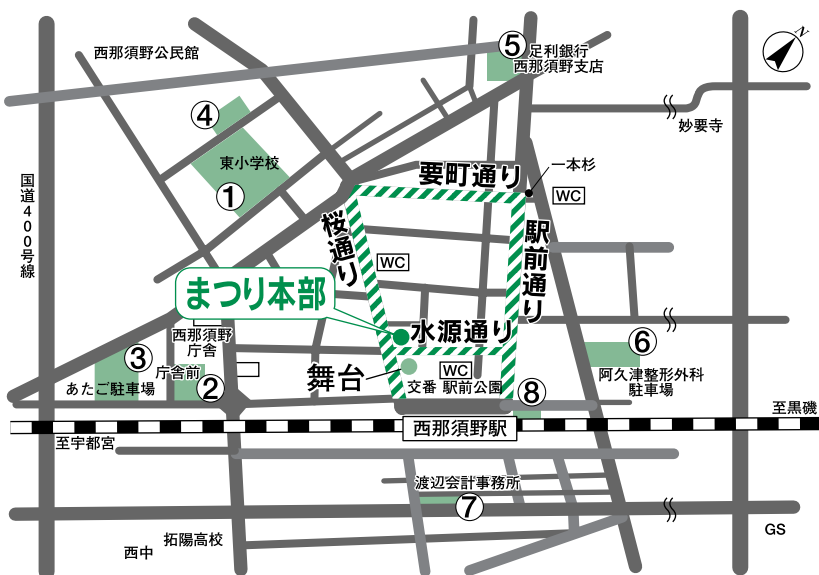 N
西那須野公民館
⑤
足利銀行
西那須野支店
④
妙要寺
東小学校
要町通り
一本杉
WC
国道400号線
①
桜通り
駅前通り
WC
まつり本部
水源通り
西那須野
庁舎
⑥
③
庁舎前
舞台
WC
阿久津整形外科
駐車場
あたご駐車場
②
交番
駅前公園
⑧
至黒磯
西那須野駅
至宇都宮
渡辺会計事務所
⑦
GS
拓陽高校
西中